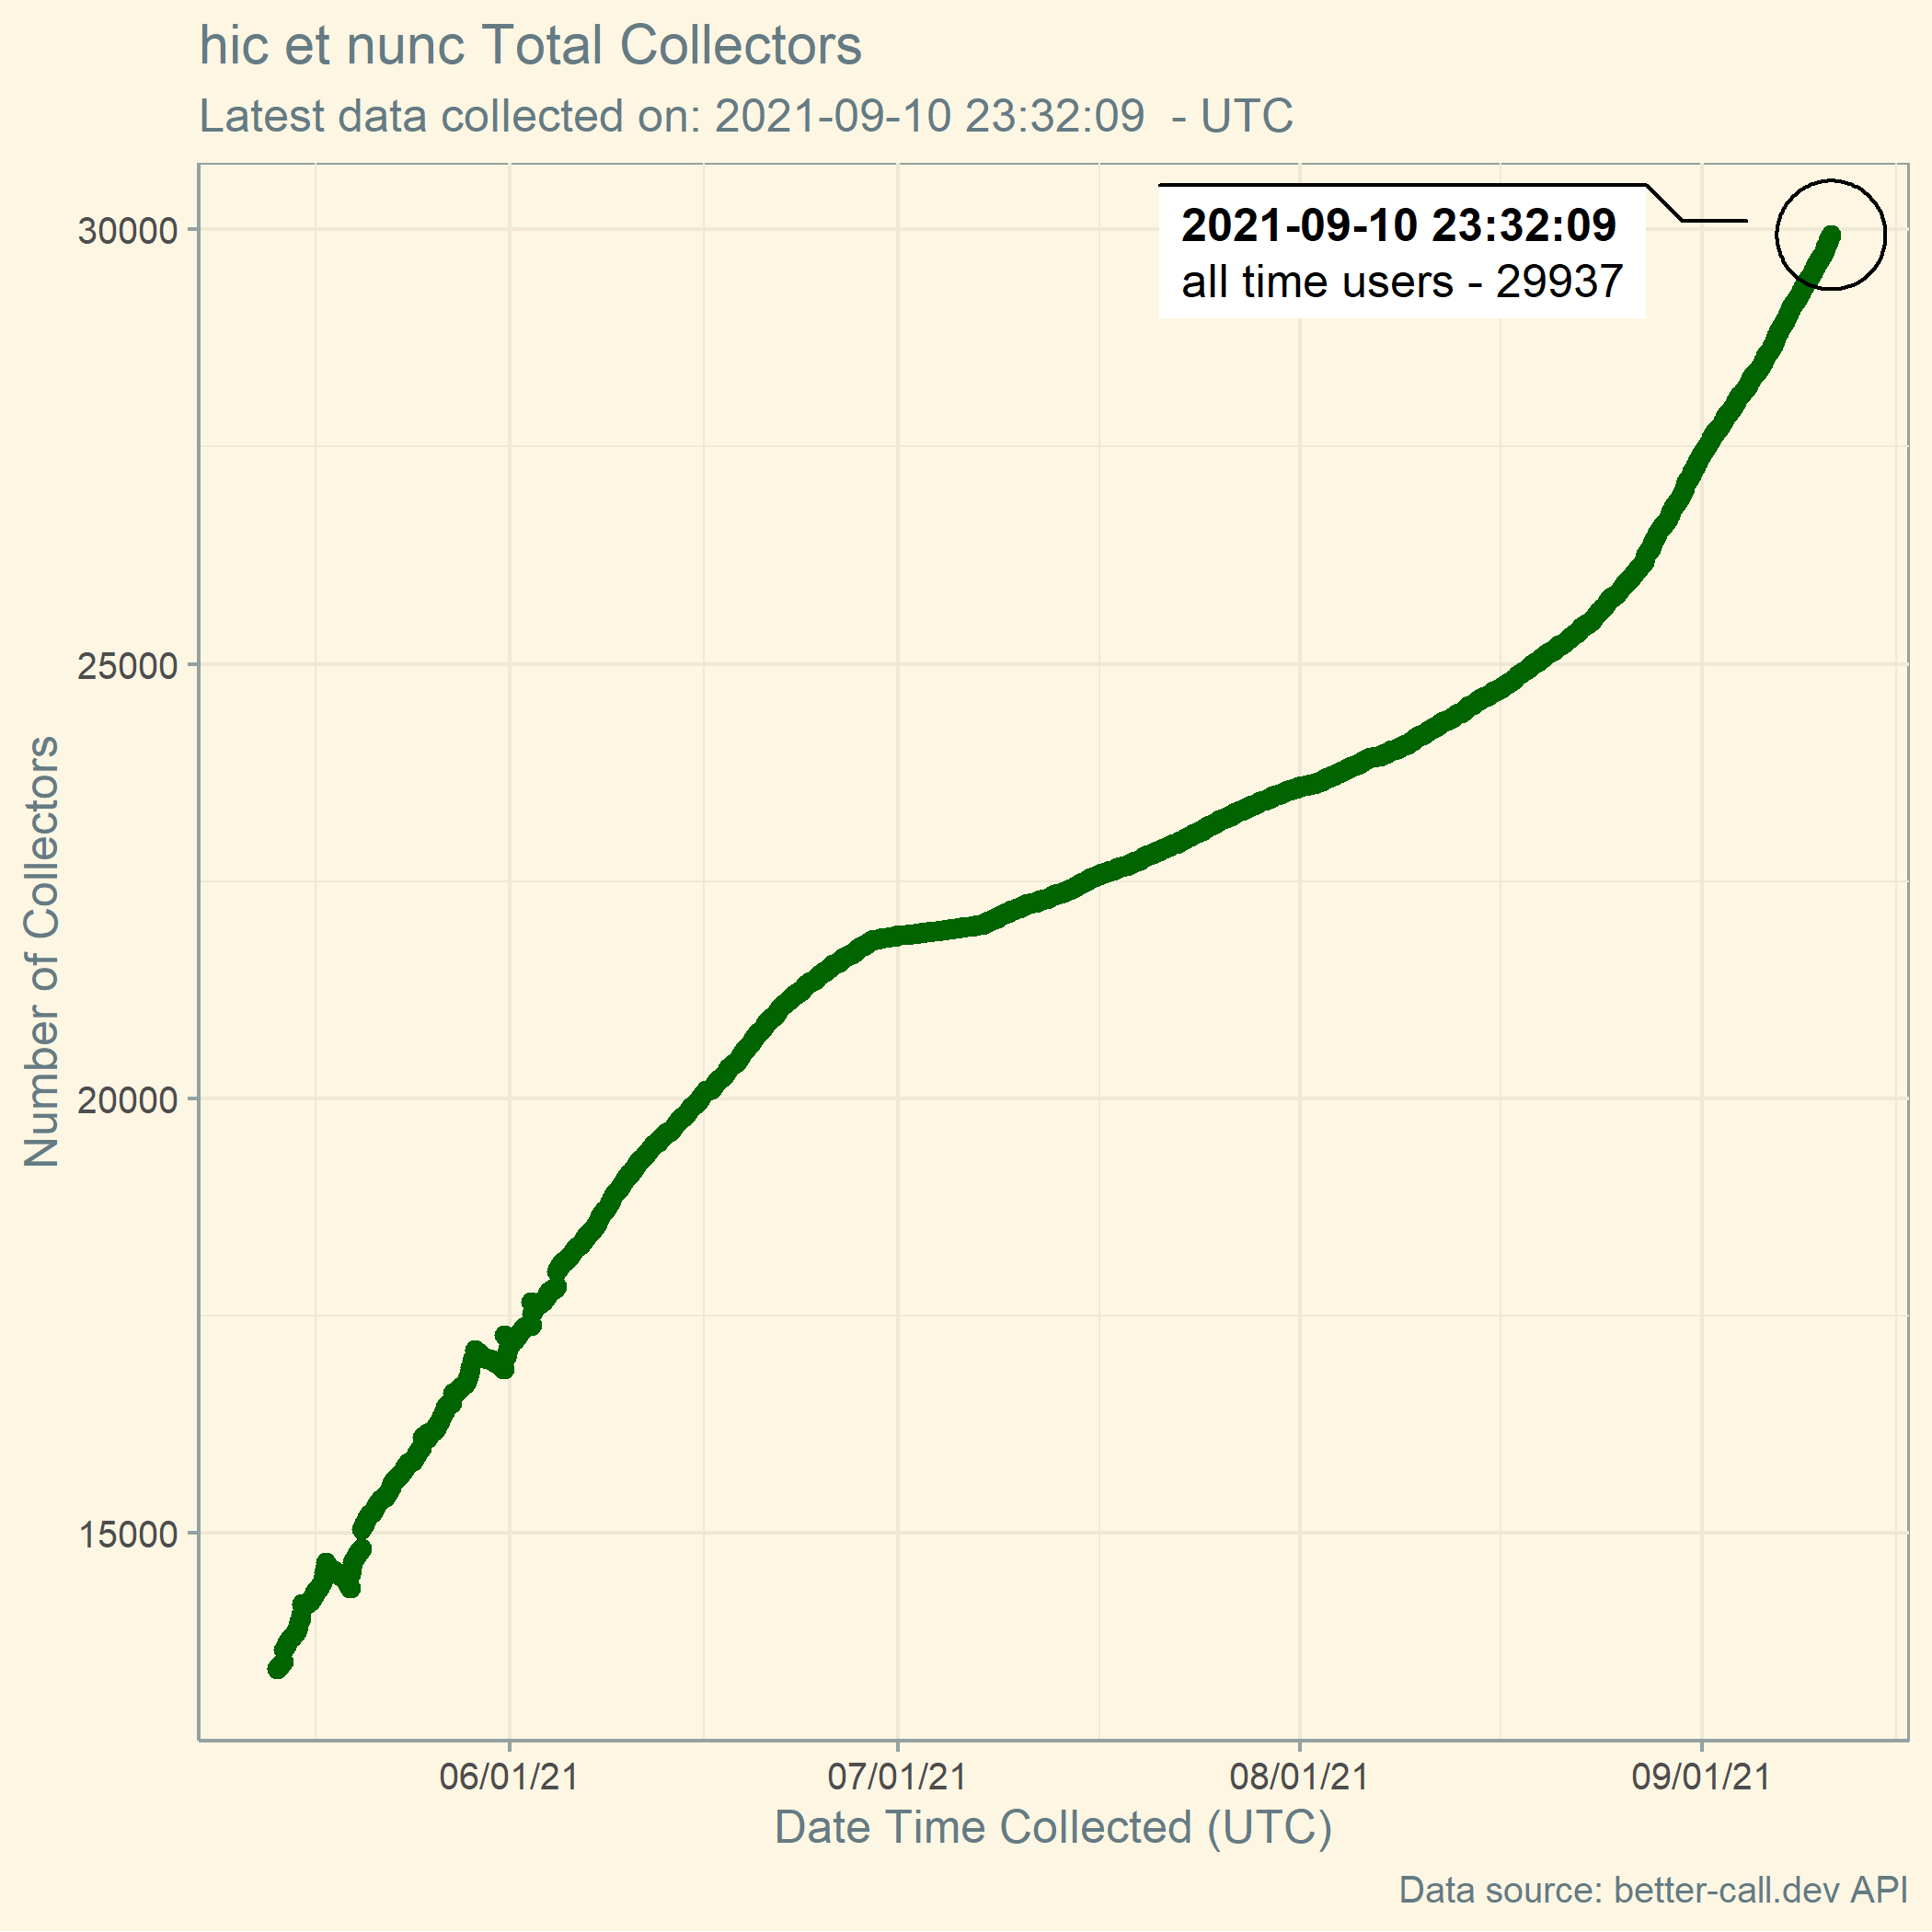 hic et nunc Total Collectors
Latest data collected on: 2021-09-10 23:32:09  - UTC
2021-09-10 23:32:09
all time users - 29937
30000
25000
20000
15000
Number of Collectors
06/01/21
07/01/21
08/01/21
09/01/21
Date Time Collected (UTC)
Data source: better-call.dev API